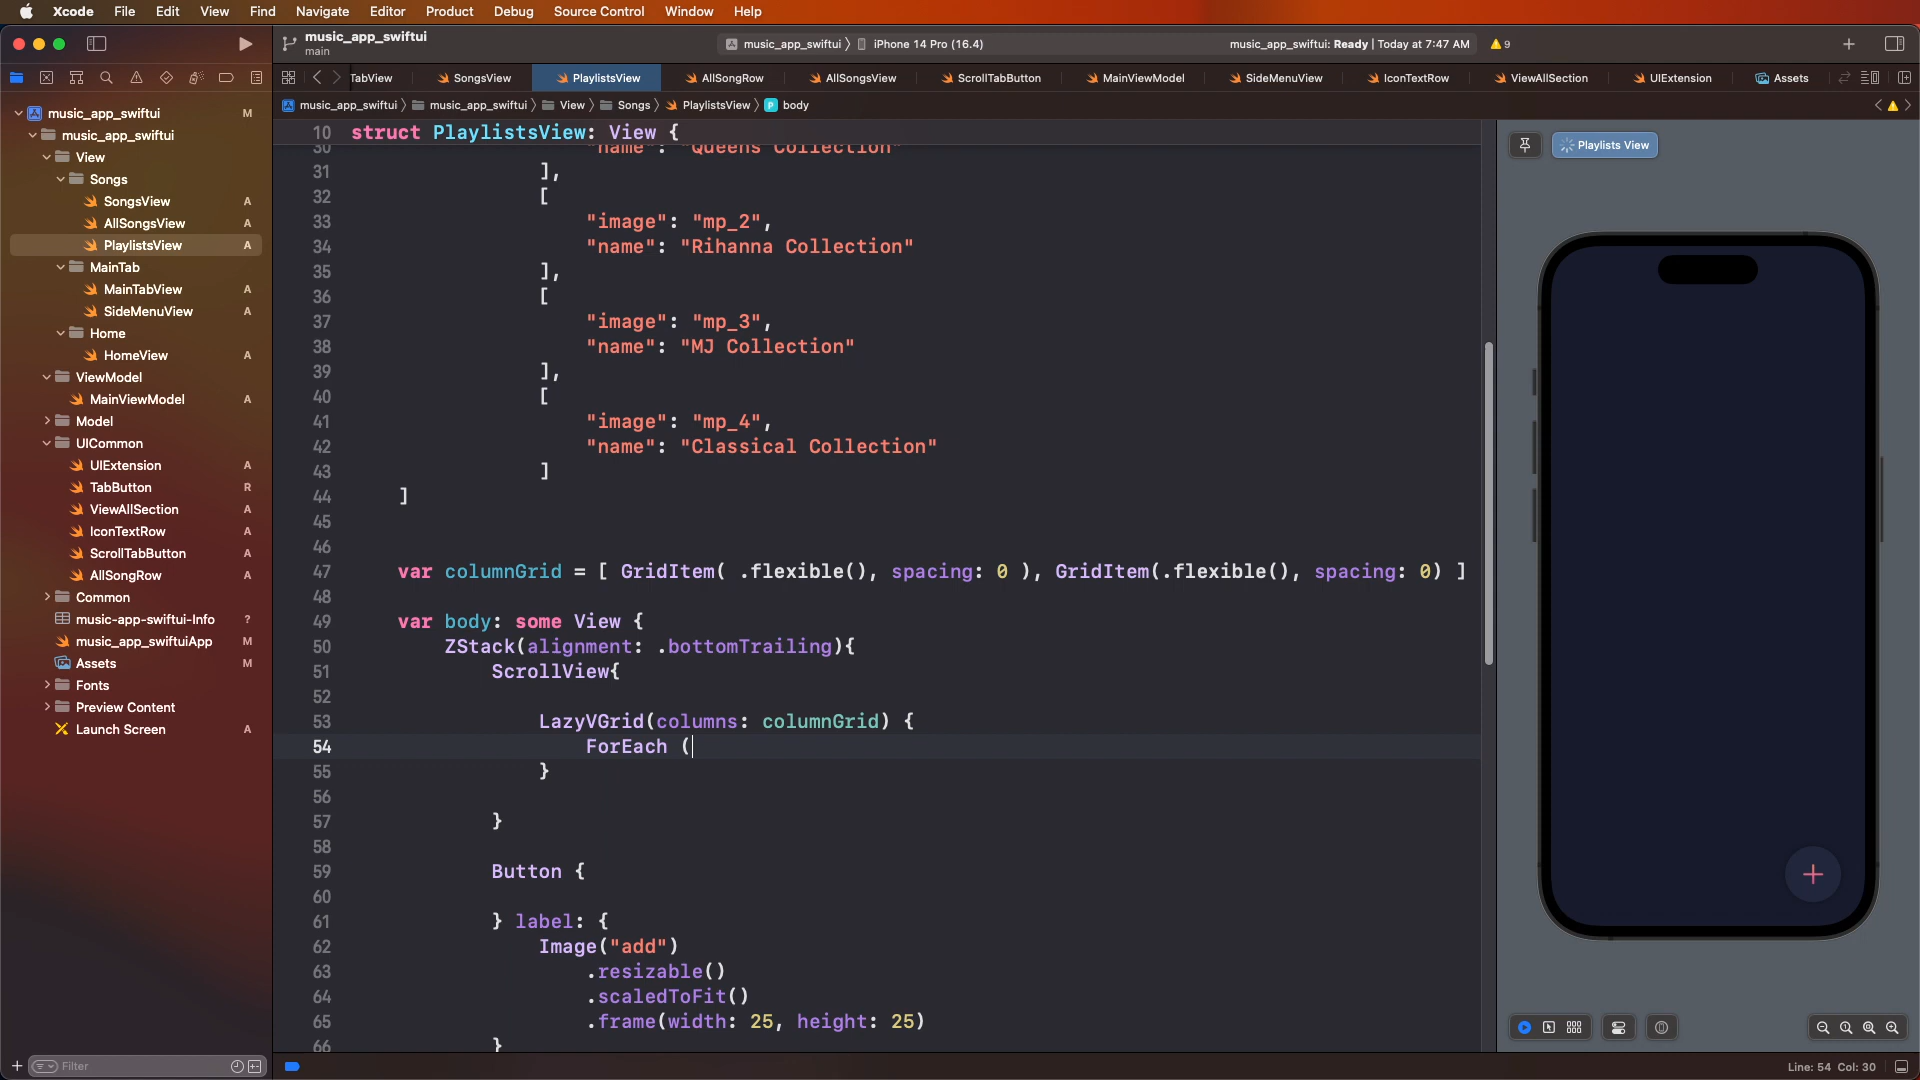 Xcode File Edit View Find Navigate Editor Product Debug Source Control Window Help
music_app_swiftui
main
music_app_swiftui 〉 iPhone 14 Pro (16.4)
music_app_swiftui: Ready | Today at 7:47 AM
9
TabView SongsView PlaylistsView AllSongRow AllSongsView ScrollTabButton MainViewModel SideMenuView IconTextRow ViewAllSection UIExtension Assets
music_app_swiftui 〉 music_app_swiftui 〉 View 〉 Songs 〉 PlaylistsView 〉 P body
music_app_swiftui M
music_app_swiftui
View
Songs
SongsView A
AllSongsView A
PlaylistsView A
MainTab
MainTabView A
SideMenuView A
Home
HomeView A
ViewModel
MainViewModel A
Model
UICommon
UIExtension A
TabButton R
ViewAllSection A
IconTextRow A
ScrollTabButton A
AllSongRow A
Common
music-app-swiftui-Info ?
music_app_swiftuiApp M
Assets M
Fonts
Preview Content
Launch Screen A
Filter
10 struct PlaylistsView: View {
30 "name": "Queens Collection"
31 ],
32 [
33 "image": "mp_2",
34 "name": "Rihanna Collection"
35 ],
36 [
37 "image": "mp_3",
38 "name": "MJ Collection"
39 ],
40 [
41 "image": "mp_4",
42 "name": "Classical Collection"
43 ]
44 ]
45
46
47 var columnGrid = [ GridItem( .flexible(), spacing: 0 ), GridItem(.flexible(), spacing: 0) ]
48
49 var body: some View {
50 ZStack(alignment: .bottomTrailing){
51 ScrollView{
52
53 LazyVGrid(columns: columnGrid) {
54 ForEach (
55 }
56
57 }
58
59 Button {
60
61 } label: {
62 Image("add")
63 .resizable()
64 .scaledToFit()
65 .frame(width: 25, height: 25)
66 }
Playlists View
Line: 54 Col: 30